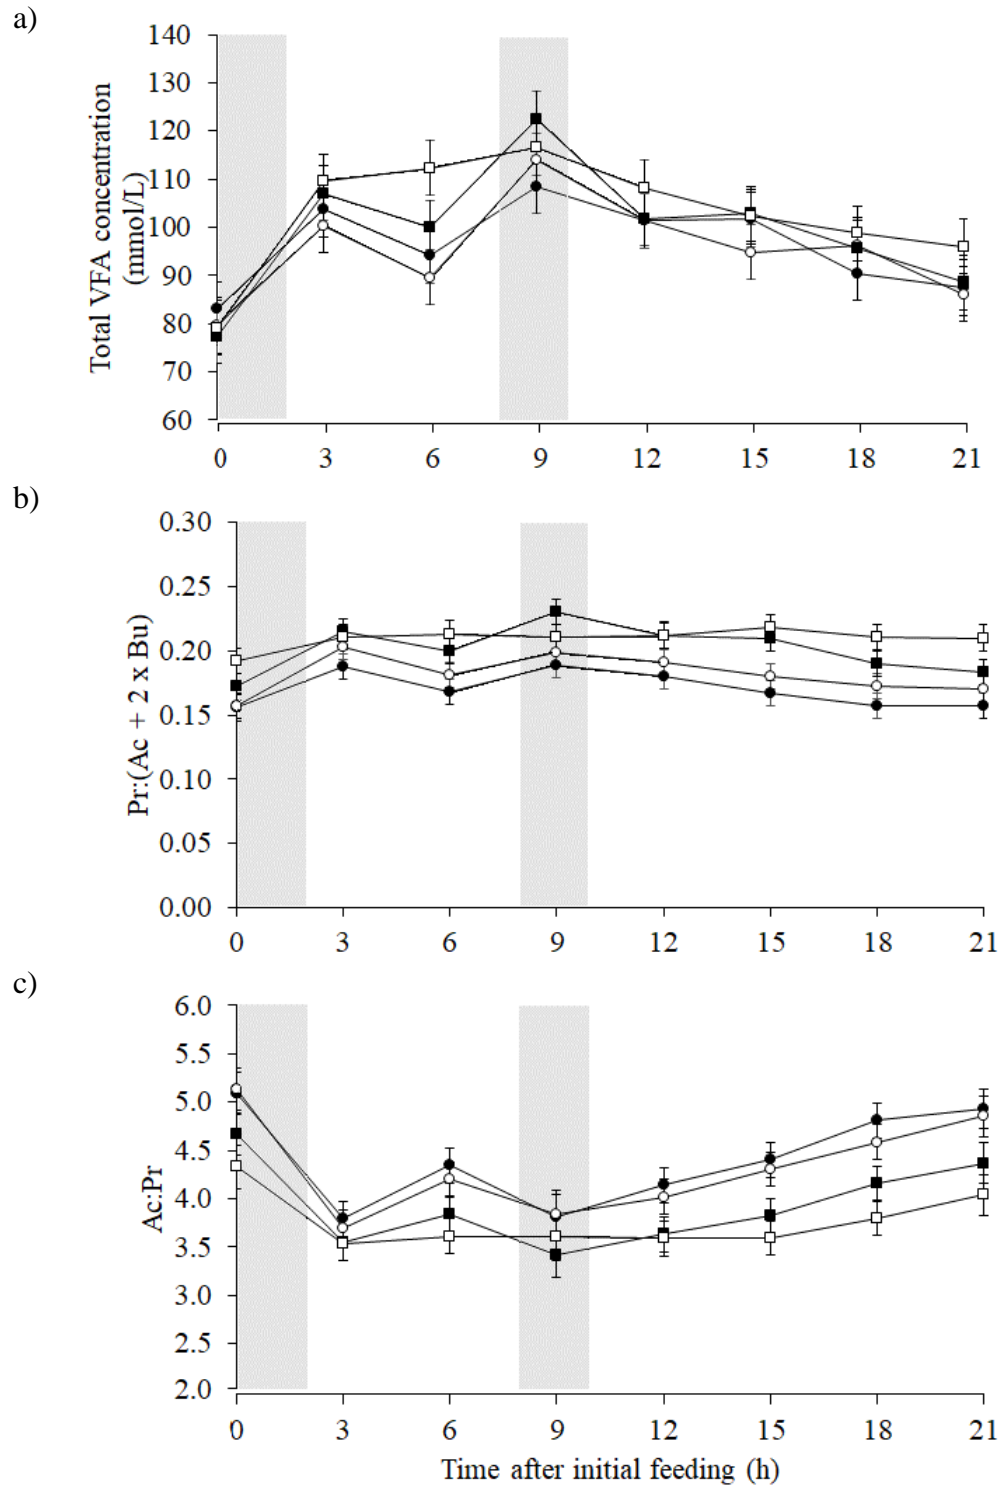 a)
Total VFA concentration
(mmol/L)
140
130
120
110
100
90
80
70
60
0 3 6 9 12 15 18 21
b)
Pr:(Ac + 2 x Bu)
0.30
0.25
0.20
0.15
0.10
0.05
0.00
0 3 6 9 12 15 18 21
c)
Ac:Pr
6.0
5.5
5.0
4.5
4.0
3.5
3.0
2.5
2.0
0 3 6 9 12 15 18 21
Time after initial feeding (h)